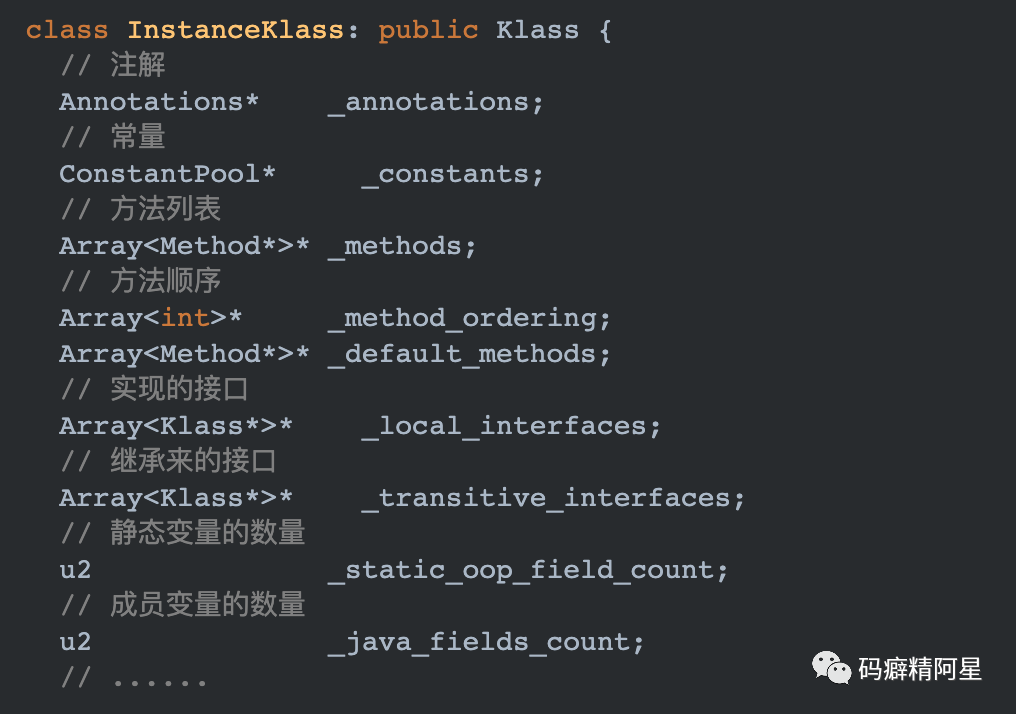 class InstanceKlass: public Klass {
// 注解
Annotations* _annotations;
// 常量
ConstantPool* _constants;
// 方法列表
Array<Method*>* _methods;
// 方法顺序
Array<int>* _method_ordering;
Array<Method*>* _default_methods;
// 实现的接口
Array<Klass*>* _local_interfaces;
// 继承来的接口
Array<Klass*>* _transitive_interfaces;
// 静态变量的数量
u2 _static_oop_field_count;
// 成员变量的数量
u2 _java_fields_count;
// ......
码癖精阿星